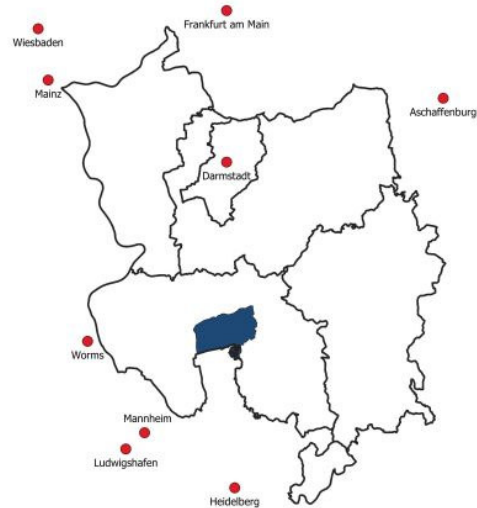 Frankfurt am Main
Wiesbaden
Mainz
Aschaffenburg
Darmstadt
Worms
Mannheim
Ludwigshafen
Heidelberg